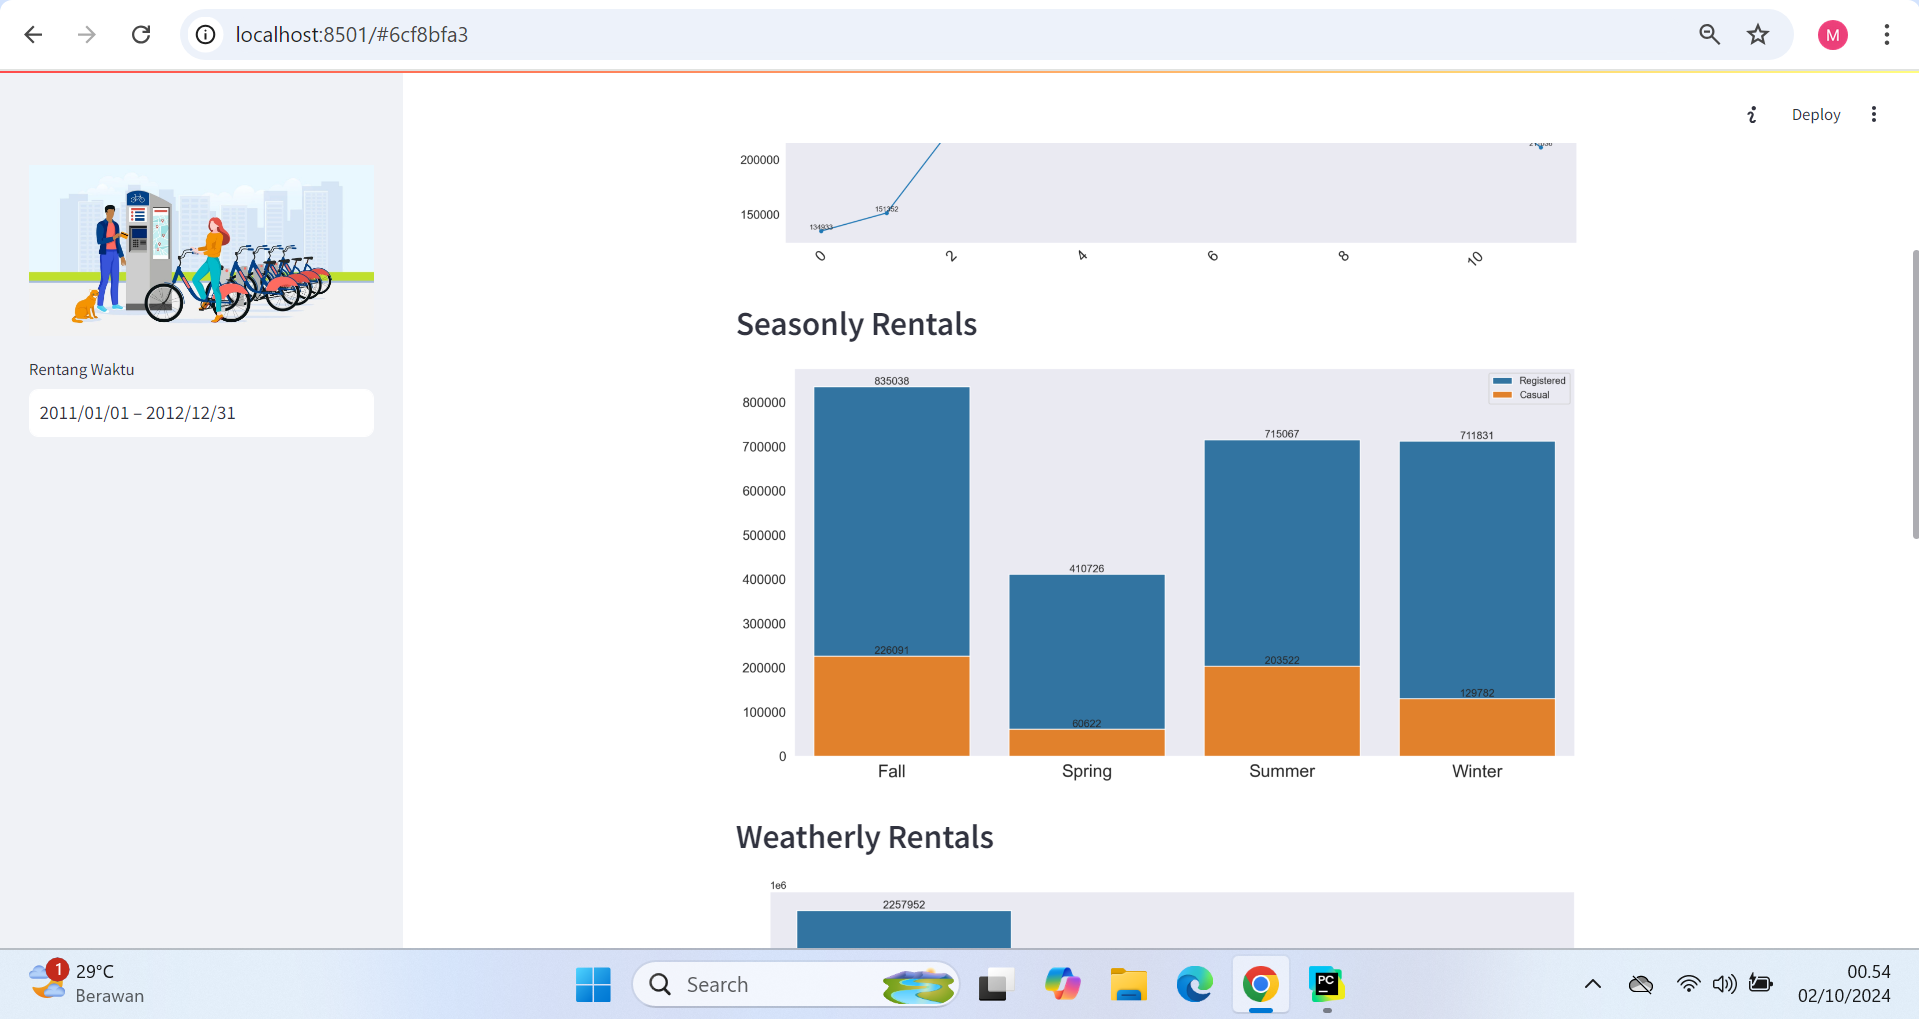 localhost:8501/#6cf8bfa3
M
Deploy
Rentang Waktu
2011/01/01 – 2012/12/31
200000
150000
134933
151352
0
2
4
6
8
10
Seasonly Rentals
Registered
Casual
800000
700000
600000
500000
400000
300000
200000
100000
0
835038
226091
410726
60622
715067
203522
711831
129782
Fall
Spring
Summer
Winter
Weatherly Rentals
1e6
2257952
1
29°C
Berawan
Search
PC
00.54
02/10/2024